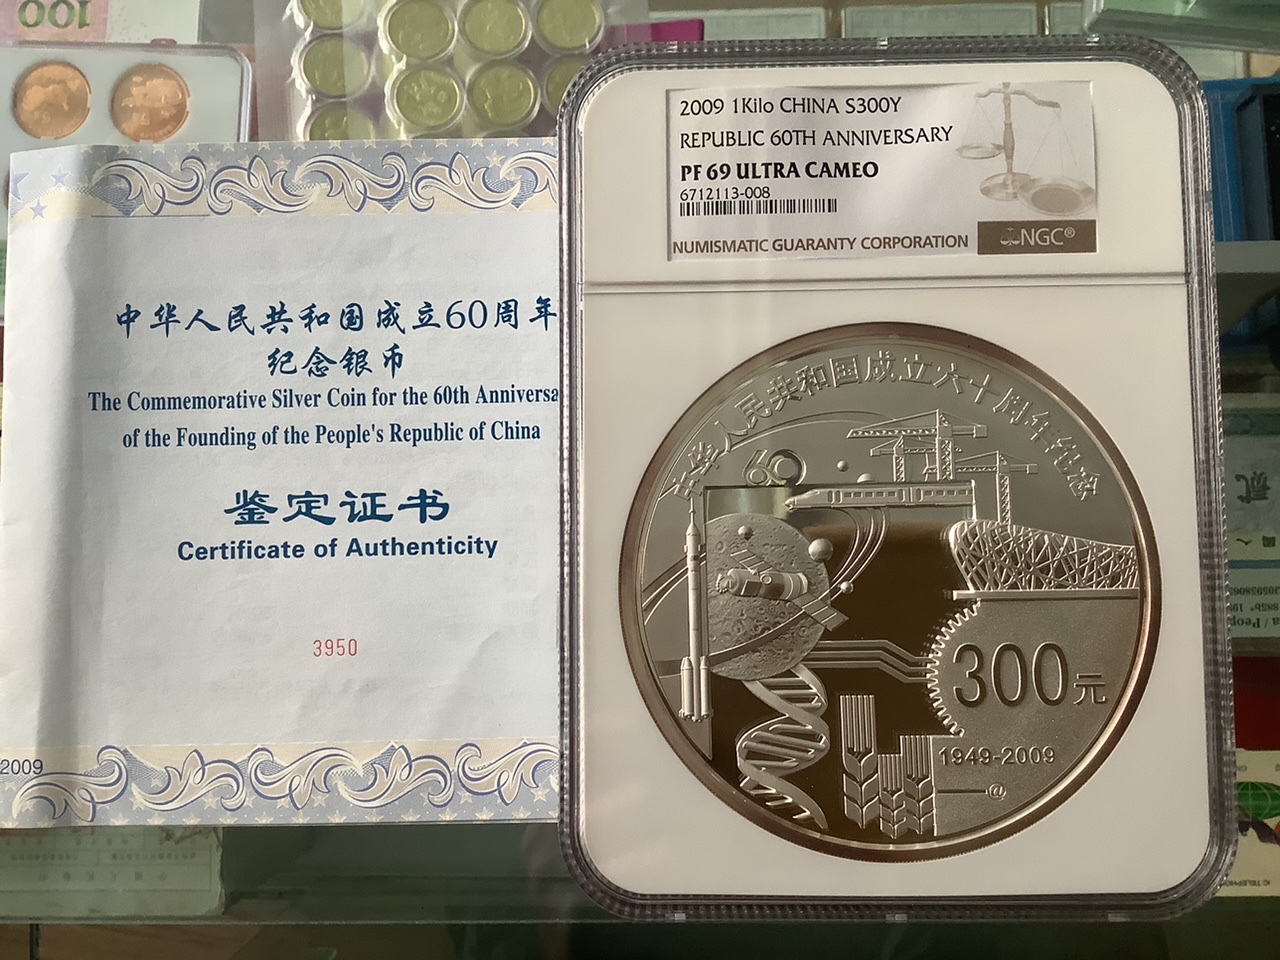 100
中华人民共和国成立60周年
纪念银币
The Commemorative Silver Coin for the 60th Anniversa
of the Founding of the People's Republic of China
鉴定证书
Certificate of Authenticity
3950
2009
2009 1Kilo CHINA S300Y
REPUBLIC 60TH ANNIVERSARY
PF 69 ULTRA CAMEO
6712113-008
NUMISMATIC GUARANTY CORPORATION
NGC®
中华人民共和国成立六十周年纪念
60
300元
1949-2009
@